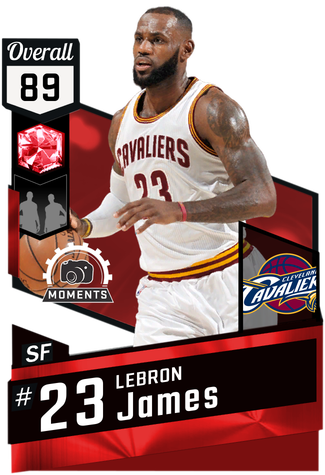 Overall
89
CAVALIERS
23
MOMENTS
CLEVELAND
CAVALIERS
SF
#23
LEBRON
James